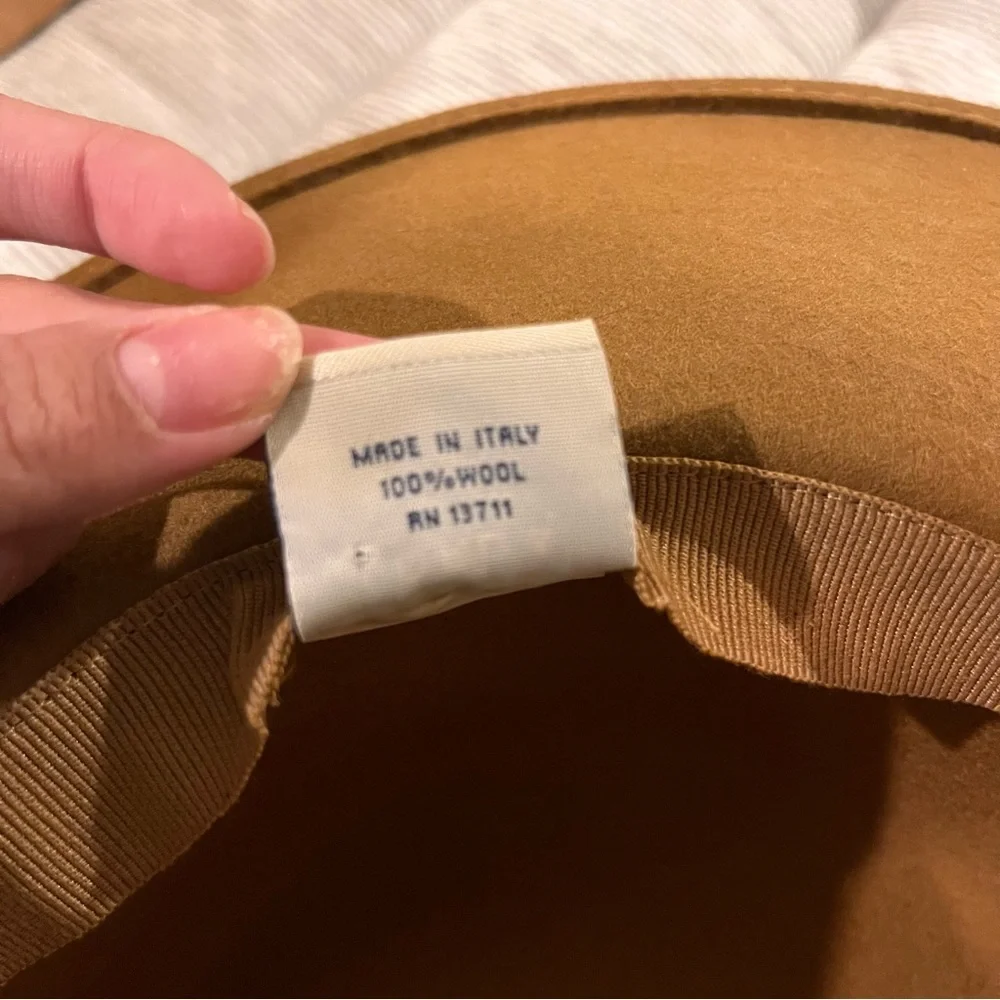 MADE IN ITALY
100% WOOL
RN 13711